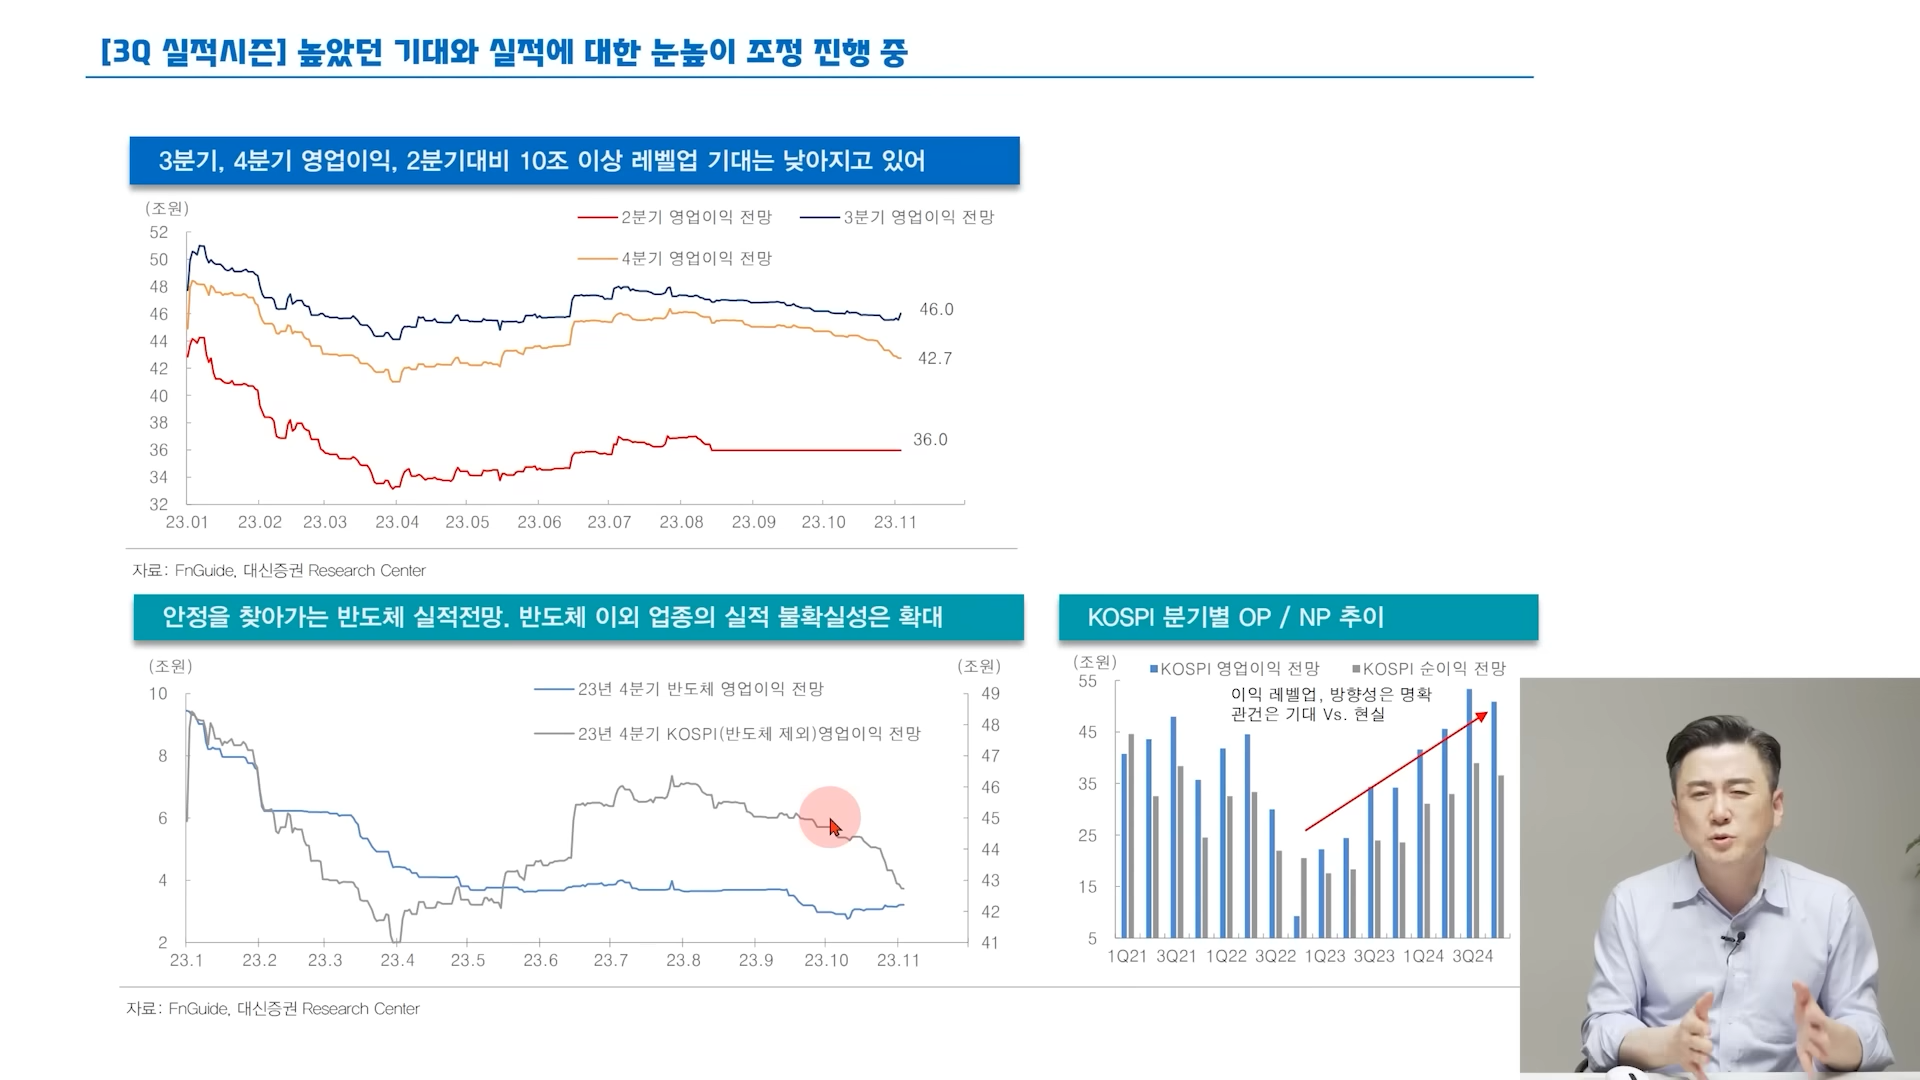 [3Q 실적시즌] 높았던 기대와 실적에 대한 눈높이 조정 진행 중
3분기, 4분기 영업이익, 2분기대비 10조 이상 레벨업 기대는 낮아지고 있어
(조원)
2분기 영업이익 전망
3분기 영업이익 전망
4분기 영업이익 전망
52
50
48
46
44
42
40
38
36
34
32
46.0
42.7
36.0
23.01 23.02 23.03 23.04 23.05 23.06 23.07 23.08 23.09 23.10 23.11
자료: FnGuide, 대신증권 Research Center
안정을 찾아가는 반도체 실적전망. 반도체 이외 업종의 실적 불확실성은 확대
(조원)
(조원)
23년 4분기 반도체 영업이익 전망
23년 4분기 KOSPI(반도체 제외)영업이익 전망
10
8
6
4
2
49
48
47
46
45
44
43
42
41
23.1 23.2 23.3 23.4 23.5 23.6 23.7 23.8 23.9 23.10 23.11
KOSPI 분기별 OP / NP 추이
(조원)
KOSPI 영업이익 전망
KOSPI 순이익 전망
이익 레벨업, 방향성은 명확
관건은 기대 Vs. 현실
55
45
35
25
15
5
1Q21 3Q21 1Q22 3Q22 1Q23 3Q23 1Q24 3Q24
자료: FnGuide, 대신증권 Research Center